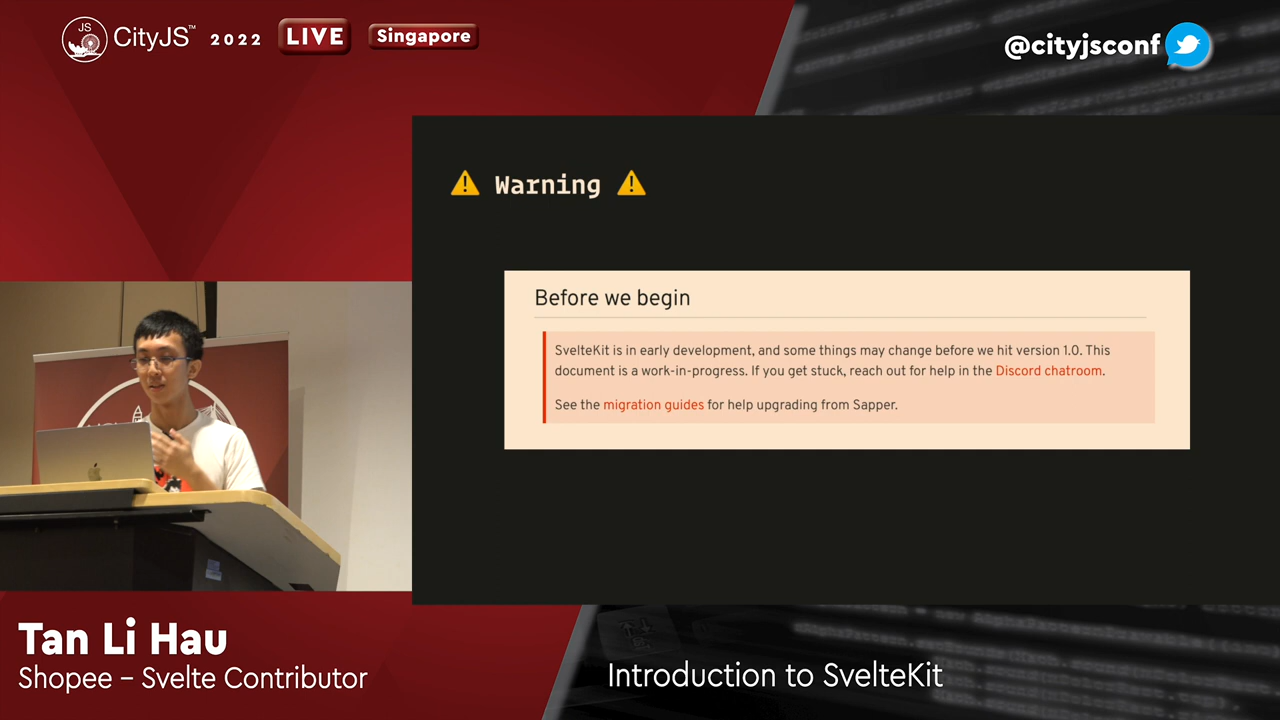 JS
CityJS™ 2022 LIVE Singapore
@cityjsconf
⚠ Warning ⚠
Before we begin
SvelteKit is in early development, and some things may change before we hit version 1.0. This
document is a work-in-progress. If you get stuck, reach out for help in the Discord chatroom.
See the migration guides for help upgrading from Sapper.
Tan Li Hau
Shopee – Svelte Contributor
Introduction to SvelteKit